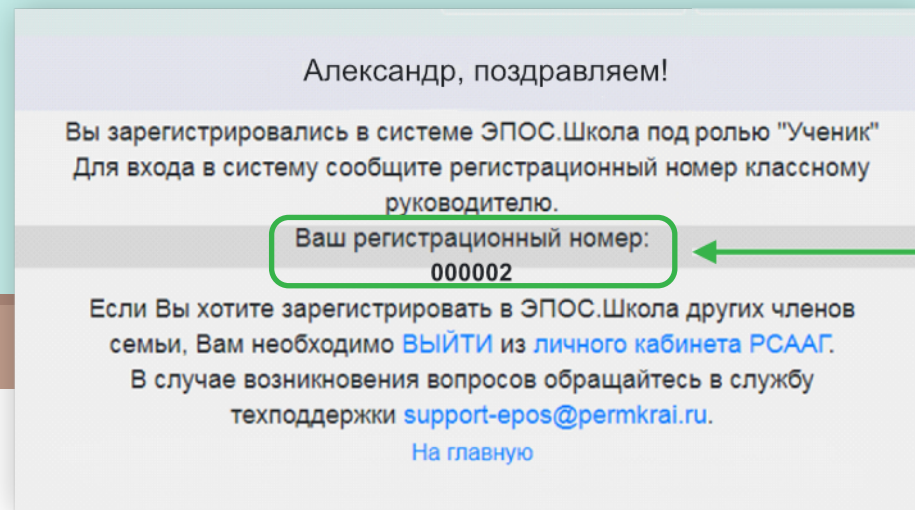 Александр, поздравляем!
Вы зарегистрировались в системе ЭПОС.Школа под ролью "Ученик"
Для входа в систему сообщите регистрационный номер классному
руководителю.
Ваш регистрационный номер:
000002
Если Вы хотите зарегистрировать в ЭПОС.Школа других членов
семьи, Вам необходимо ВЫЙТИ из личного кабинета РСААГ.
В случае возникновения вопросов обращайтесь в службу
техподдержки support-epos@permkrai.ru.
На главную